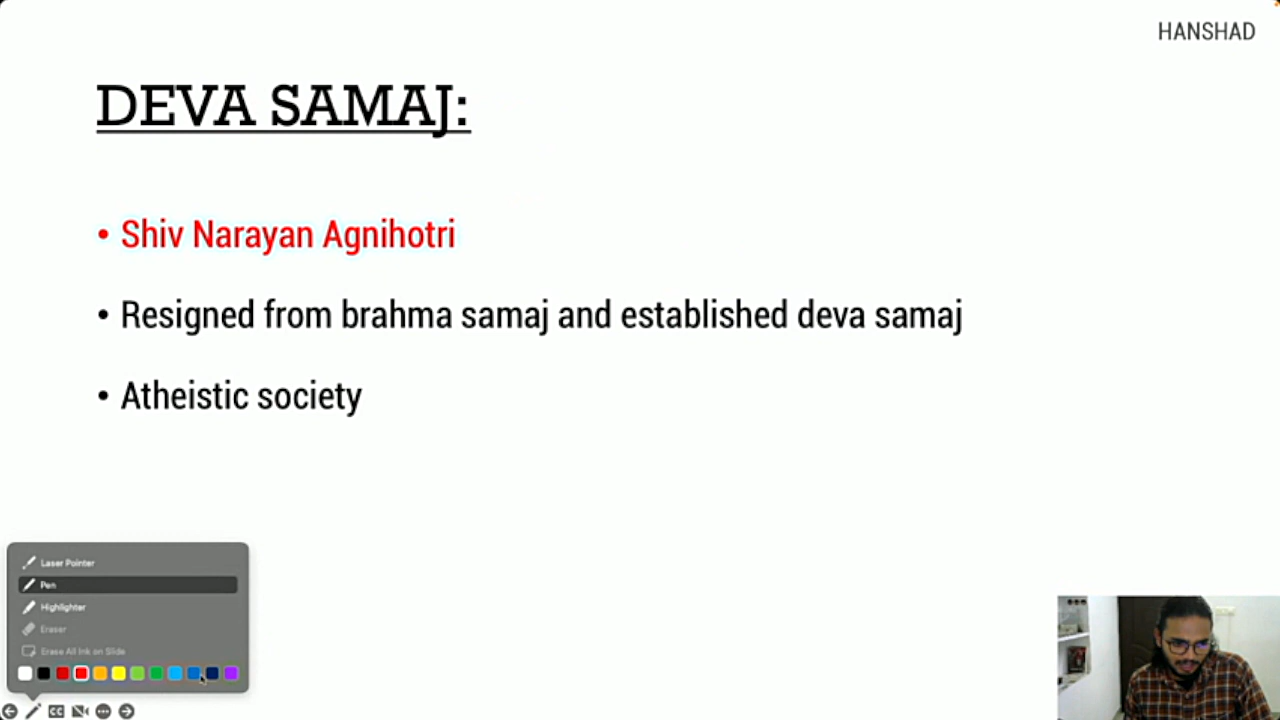 HANSHAD
DEVA SAMAJ:
• Shiv Narayan Agnihotri
• Resigned from brahma samaj and established deva samaj
• Atheistic society
Laser Pointer
Pen
Highlighter
Eraser
Erase All Ink on Slide
CC